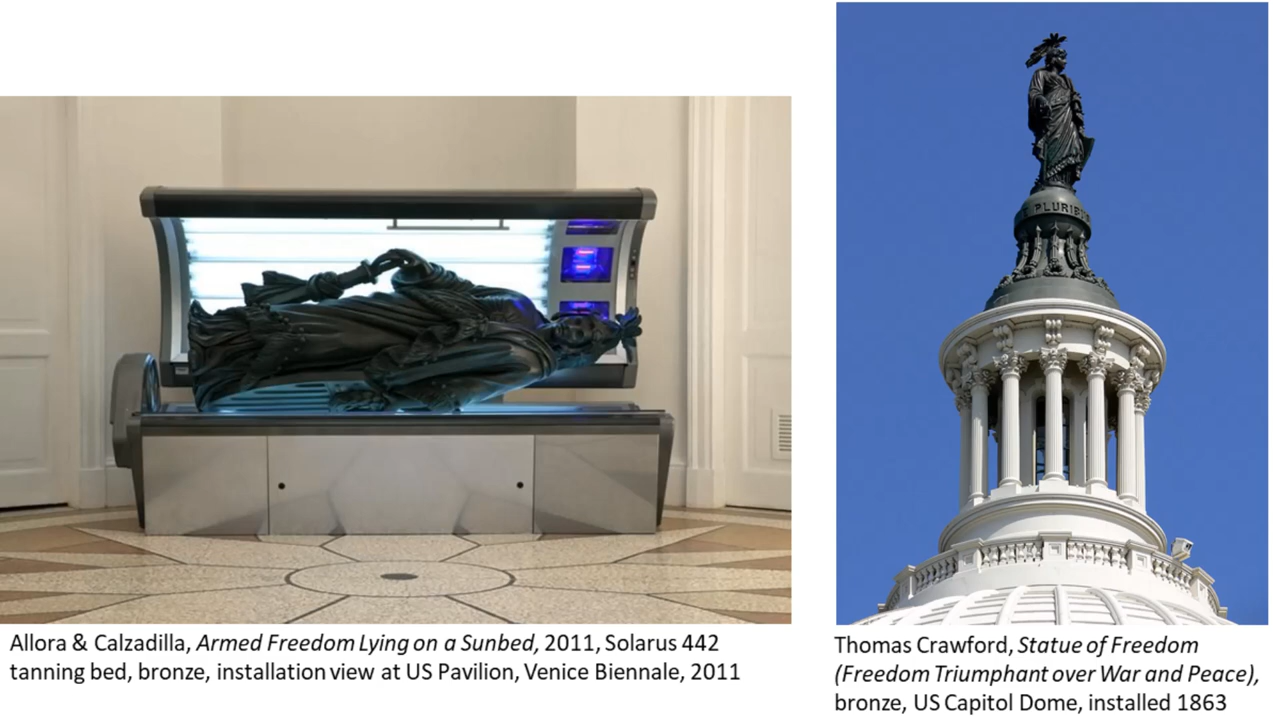 E PLURIBUS
Allora & Calzadilla, Armed Freedom Lying on a Sunbed, 2011, Solarus 442
tanning bed, bronze, installation view at US Pavilion, Venice Biennale, 2011
Thomas Crawford, Statue of Freedom
(Freedom Triumphant over War and Peace),
bronze, US Capitol Dome, installed 1863